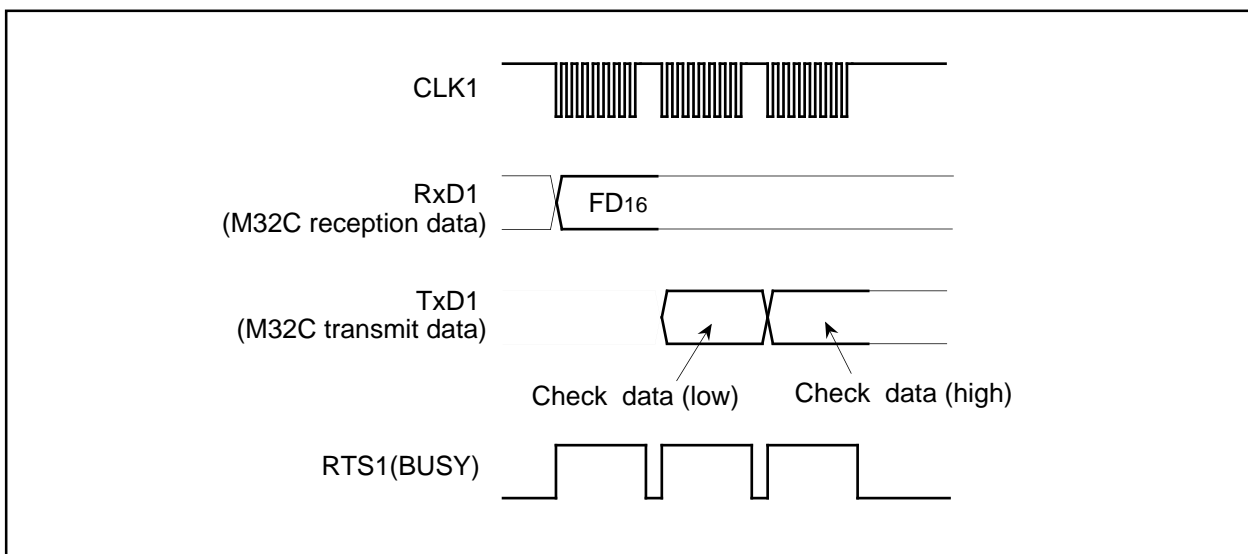 CLK1
RxD1
(M32C reception data)
FD16
TxD1
(M32C transmit data)
Check data (low)
Check data (high)
RTS1(BUSY)